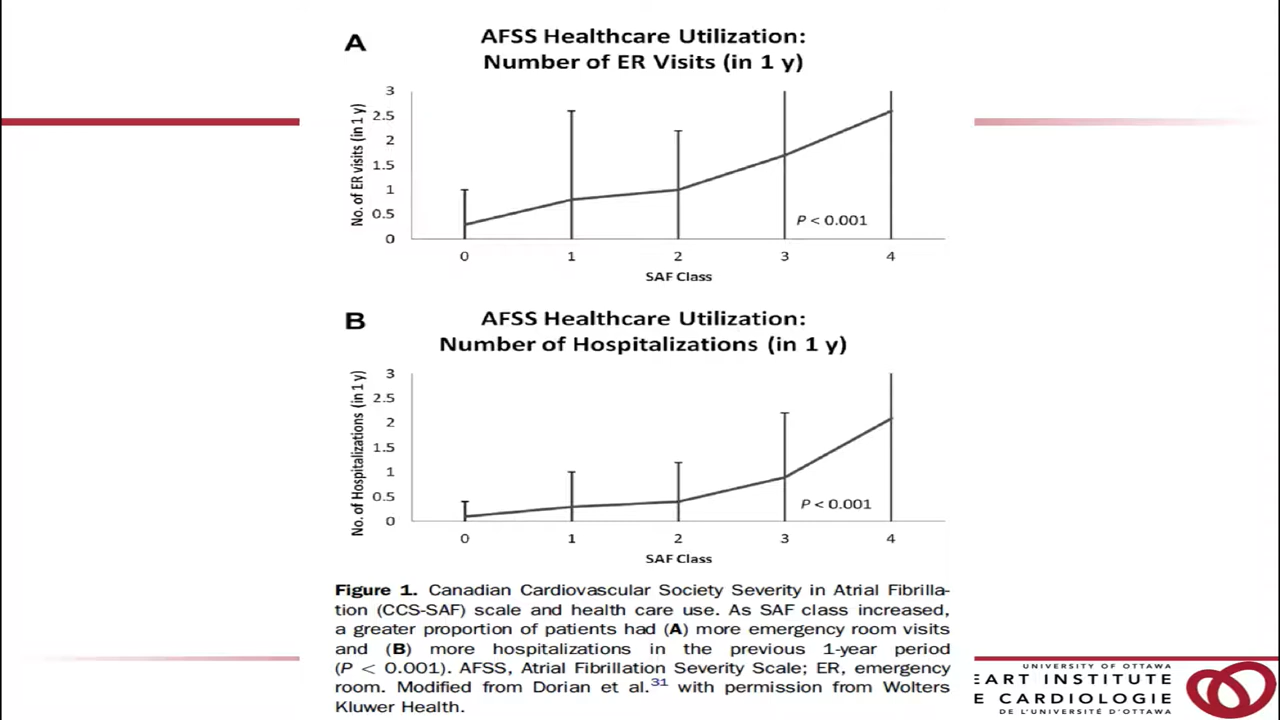 A
AFSS Healthcare Utilization:
Number of ER Visits (in 1 y)
No. of ER visits (in 1 y)
3
2.5
2
1.5
1
0.5
0
P < 0.001
0 1 2 3 4
SAF Class
B
AFSS Healthcare Utilization:
Number of Hospitalizations (in 1 y)
No. of Hospitalizations (in 1 y)
3
2.5
2
1.5
1
0.5
0
P < 0.001
0 1 2 3 4
SAF Class
Figure 1. Canadian Cardiovascular Society Severity in Atrial Fibrilla-
tion (CCS-SAF) scale and health care use. As SAF class increased,
a greater proportion of patients had (A) more emergency room visits
and (B) more hospitalizations in the previous 1-year period
(P < 0.001). AFSS, Atrial Fibrillation Severity Scale; ER, emergency
room. Modified from Dorian et al.31 with permission from Wolters
Kluwer Health.
UNIVERSITY OF OTTAWA
EART INSTITUTE
E CARDIOLOGIE
DE L'UNIVERSITÉ D'OTTAWA